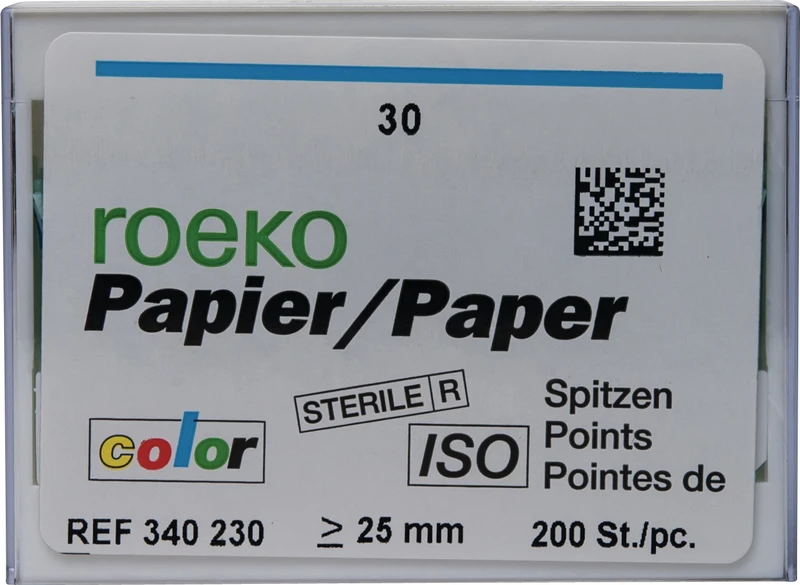 30
roeko
Papier/Paper
STERILE R
color
ISO
Spitzen
Points
Pointes de
REF 340 230
≥ 25 mm
200 St./pc.